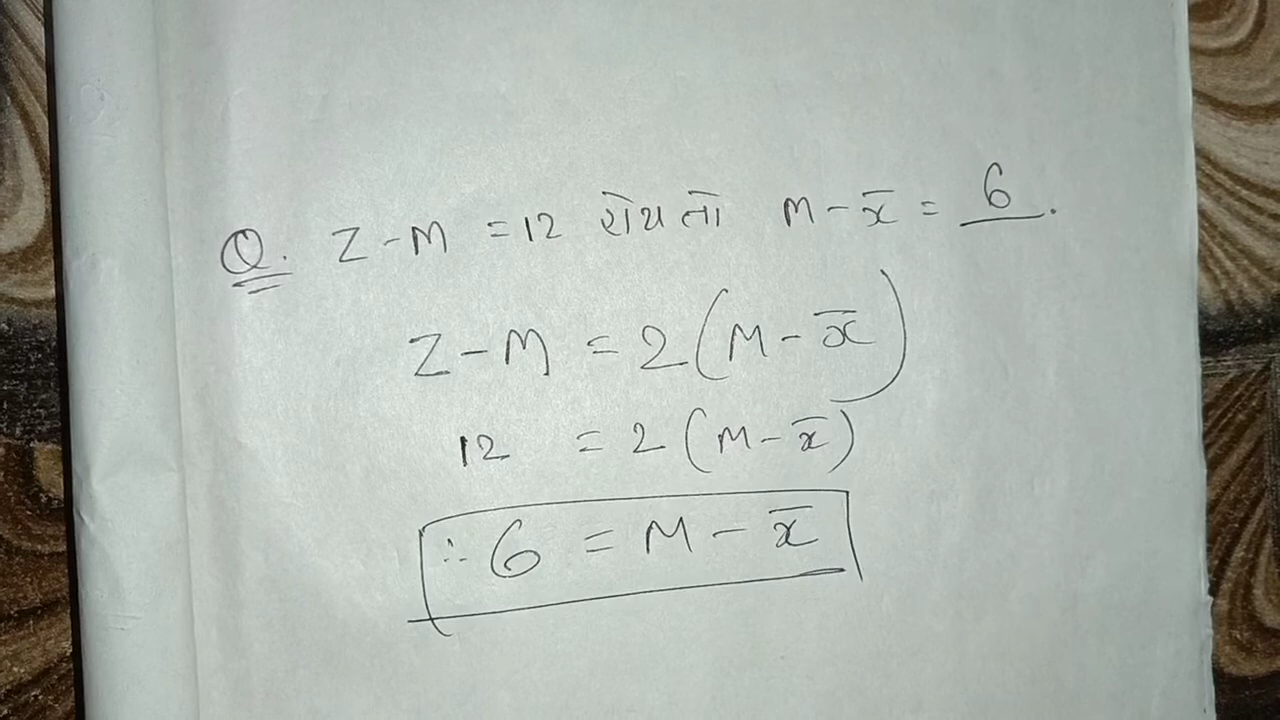 Q. Z - M = 12 હોય તો M - x̄ = 6.
Z - M = 2 (M - x̄)
12 = 2 (M - x̄)
∴ 6 = M - x̄